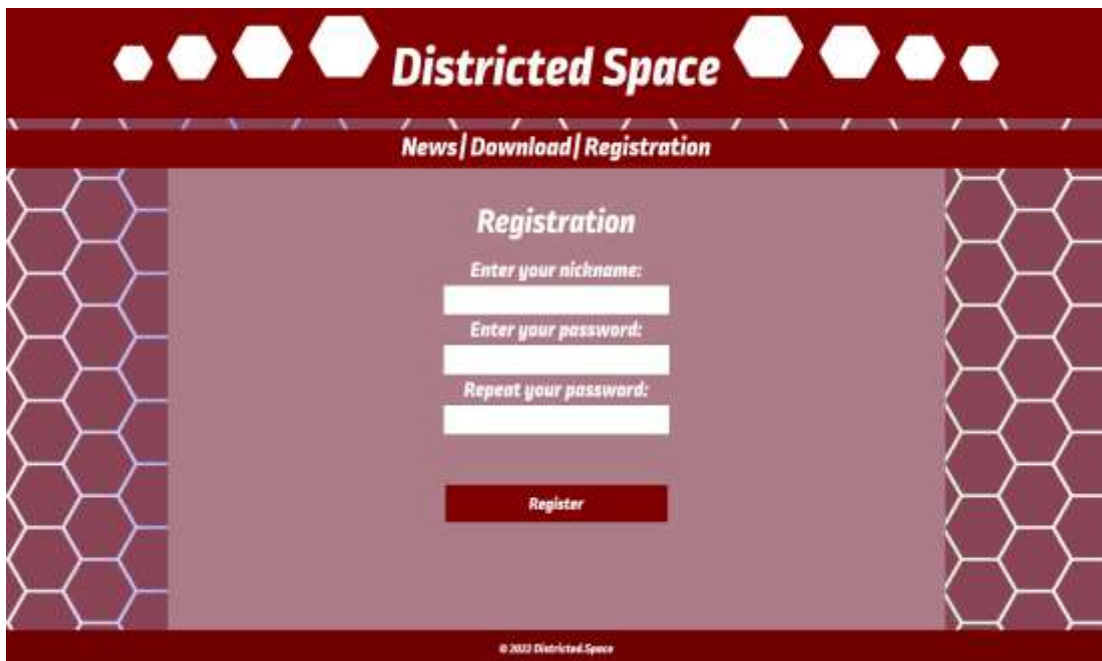 Districted Space
News| Download| Registration
Registration
Enter your nickname:
Enter your password:
Repeat your password:
Register
© 2022 Districted.Space